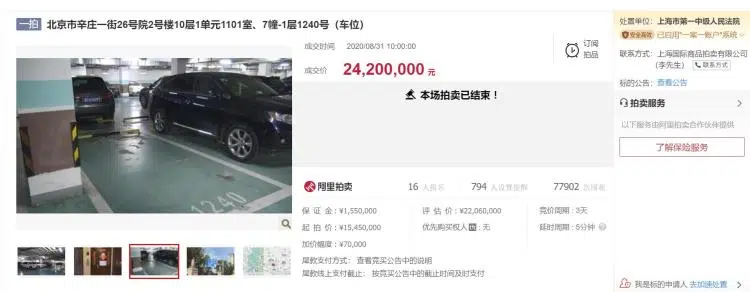 一拍 北京市辛庄一街26号院2号楼10层1单元1101室、7幢-1层1240号（车位）
成交时间 2020/08/31 10:00:00
成交价 24,200,000 元
订阅拍品
本场拍卖已结束！
1240
阿里拍卖 16 人报名 794 人设置提醒 77902 次围观
保 证 金：¥1,550,000 评 估 价：¥22,060,000 竞价周期：3天
起 拍 价：¥15,450,000 优先购买权人：无 延时周期：5分钟
加价幅度：¥70,000
尾款支付方式： 查看竞买公告中的说明
尾款线上支付截止： 按竞买公告中的截止时间及时支付
处置单位：上海市第一中级人民法院
安全高效 已启用"一案一账户"系统
联系方式：上海国际商品拍卖有限公司（李先生） 联系方式
标的公告：查看公告
拍卖服务
以下服务由阿里拍卖合作伙伴提供
了解保险服务
我是标的申请人 去加速处置